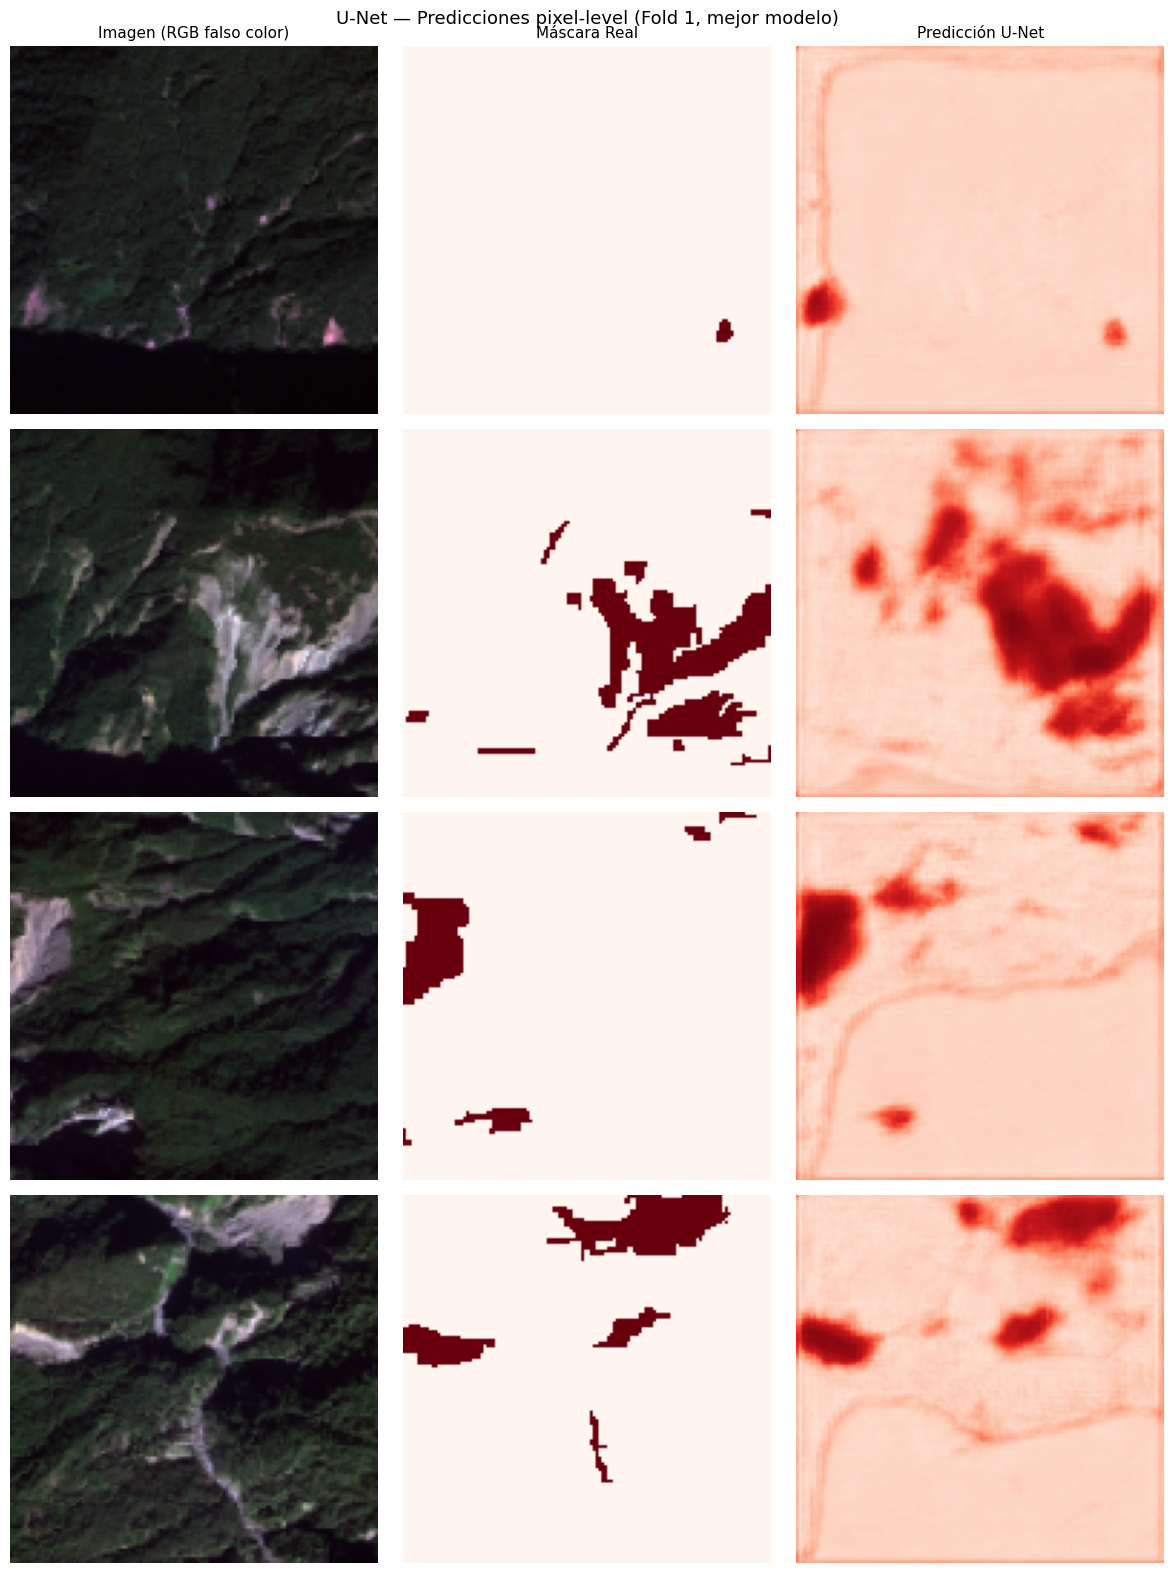 U-Net — Predicciones pixel-level (Fold 1, mejor modelo)
Imagen (RGB falso color)
Máscara Real
Predicción U-Net